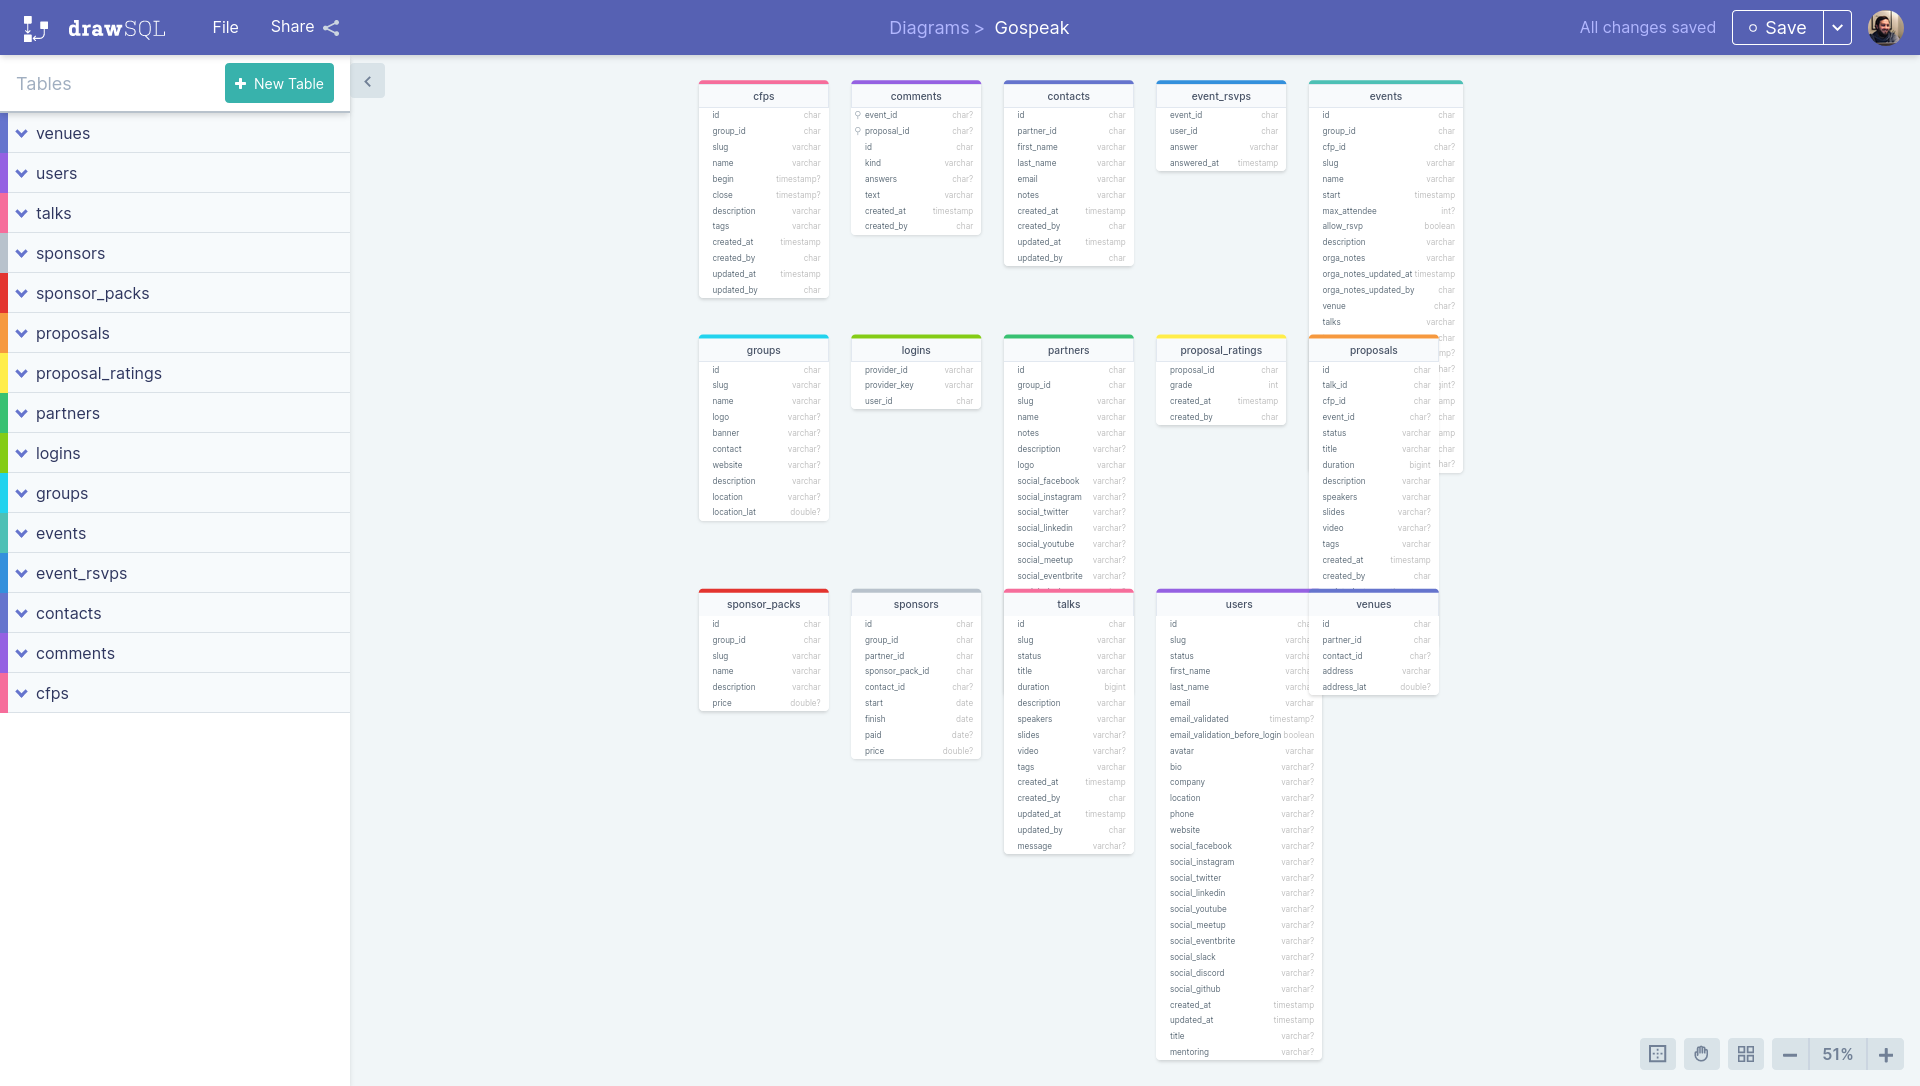 drawSQL
File
Share
Diagrams > Gospeak
All changes saved
Save
Tables
+ New Table
venues
users
talks
sponsors
sponsor_packs
proposals
proposal_ratings
partners
logins
groups
events
event_rsvps
contacts
comments
cfps
cfps
id char
group_id char
slug varchar
name varchar
begin timestamp?
close timestamp?
description varchar
tags varchar
created_at timestamp
created_by char
updated_at timestamp
updated_by char
comments
event_id char?
proposal_id char?
id char
kind varchar
answers char?
text varchar
created_at timestamp
created_by char
contacts
id char
partner_id char
first_name varchar
last_name varchar
email varchar
notes varchar
created_at timestamp
created_by char
updated_at timestamp
updated_by char
event_rsvps
event_id char
user_id char
answer varchar
answered_at timestamp
events
id char
group_id char
cfp_id char?
slug varchar
name varchar
start timestamp
max_attendee int?
allow_rsvp boolean
description varchar
orga_notes varchar
orga_notes_updated_at timestamp
orga_notes_updated_by char
venue char?
talks varchar
char
mp?
har?
gint?
amp
char
amp
char
har?
groups
id char
slug varchar
name varchar
logo varchar?
banner varchar?
contact varchar?
website varchar?
description varchar
location varchar?
location_lat double?
logins
provider_id varchar
provider_key varchar
user_id char
partners
id char
group_id char
slug varchar
name varchar
notes varchar
description varchar?
logo varchar
social_facebook varchar?
social_instagram varchar?
social_twitter varchar?
social_linkedin varchar?
social_youtube varchar?
social_meetup varchar?
social_eventbrite varchar?
proposal_ratings
proposal_id char
grade int
created_at timestamp
created_by char
proposals
id char
talk_id char
cfp_id char
event_id char?
status varchar
title varchar
duration bigint
description varchar
speakers varchar
slides varchar?
video varchar?
tags varchar
created_at timestamp
created_by char
sponsor_packs
id char
group_id char
slug varchar
name varchar
description varchar
price double?
sponsors
id char
group_id char
partner_id char
sponsor_pack_id char
contact_id char?
start date
finish date
paid date?
price double?
talks
id char
slug varchar
status varchar
title varchar
duration bigint
description varchar
speakers varchar
slides varchar?
video varchar?
tags varchar
created_at timestamp
created_by char
updated_at timestamp
updated_by char
message varchar?
users
id cha
slug varcha
status varcha
first_name varcha
last_name varcha
email varchar
email_validated timestamp?
email_validation_before_login boolean
avatar varchar
bio varchar?
company varchar?
location varchar?
phone varchar?
website varchar?
social_facebook varchar?
social_instagram varchar?
social_twitter varchar?
social_linkedin varchar?
social_youtube varchar?
social_meetup varchar?
social_eventbrite varchar?
social_slack varchar?
social_discord varchar?
social_github varchar?
created_at timestamp
updated_at timestamp
title varchar?
mentoring varchar?
venues
id char
partner_id char
contact_id char?
address varchar
address_lat double?
51%